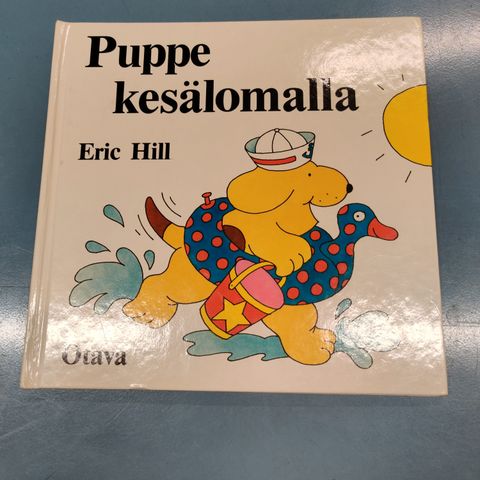 Puppe
kesälomalla
Eric Hill
Otava